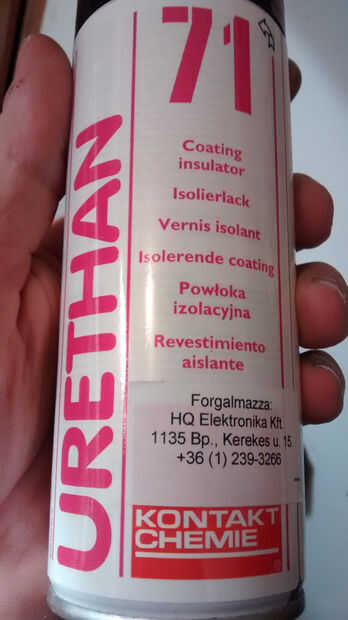 URETHAN
71
Coating
insulator
Isolierlack
Vernis isolant
Isolerende coating
Powłoka
izolacyjna
Revestimiento
aislante
Forgalmazza:
HQ Elektronika Kft.
1135 Bp., Kerekes u. 15.
+36 (1) 239-3266
KONTAKT
CHEMIE